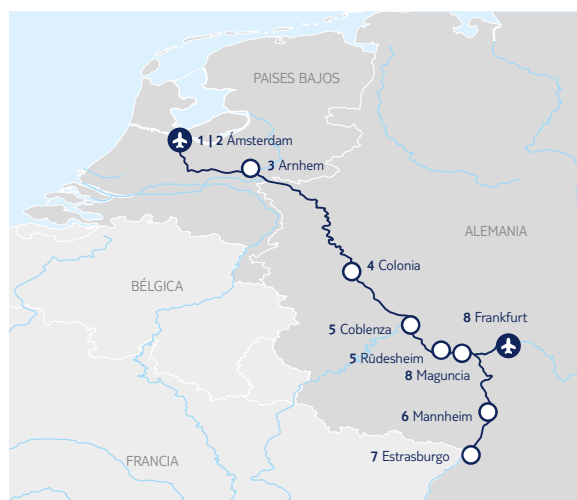 PAISES BAJOS
1 | 2 Ámsterdam
3 Arnhem
ALEMANIA
4 Colonia
BÉLGICA
8 Frankfurt
5 Coblenza
5 Rüdesheim
8 Maguncia
6 Mannheim
7 Estrasburgo
FRANCIA